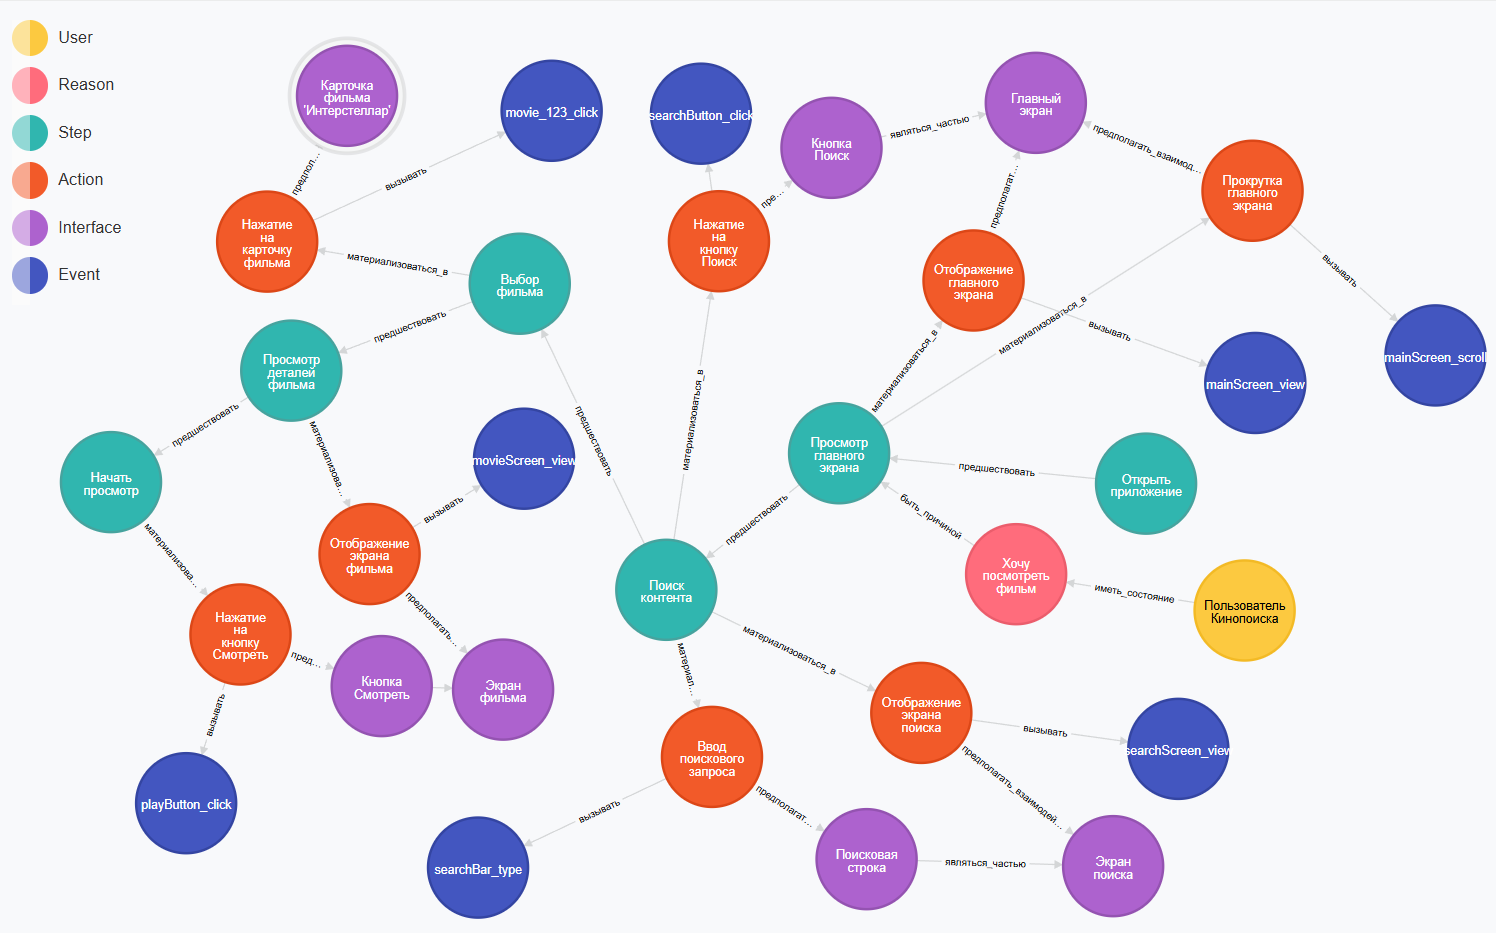 User
Reason
Step
Action
Interface
Event
Карточка
фильма
'Интерстеллар'
movie_123_click
searchButton_click
Кнопка
Поиск
являться_частью
Главный
экран
предполагать_взаимод...
Прокрутка
главного
экрана
предпол...
вызывать
пре...
предполагат...
Нажатие
на
карточку
фильма
материализоваться_в
Выбор
фильма
Нажатие
на
кнопку
Поиск
Отображение
главного
экрана
вызывать
mainScreen_scroll
материализоваться_в
вызывать
mainScreen_view
предшествовать
Просмотр
деталей
фильма
материализоваться_в
материализоваться_в
предшествовать
предшествовать
материализова...
movieScreen_view
Просмотр
главного
экрана
предшествовать
Открыть
приложение
Начать
просмотр
вызывать
быть_причиной
предшествовать
материализова...
Отображение
экрана
фильма
Поиск
контента
Хочу
посмотреть
фильм
иметь_состояние
Пользователь
Кинопоиска
Нажатие
на
кнопку
Смотреть
предполагать...
пред...
Кнопка
Смотреть
Экран
фильма
материал...
материализоваться_в
Отображение
экрана
поиска
вызывать
searchScreen_view
вызывать
playButton_click
Ввод
поискового
запроса
предполагать_взаимодей...
вызывать
предполагат...
searchBar_type
Поисковая
строка
являться_частью
Экран
поиска